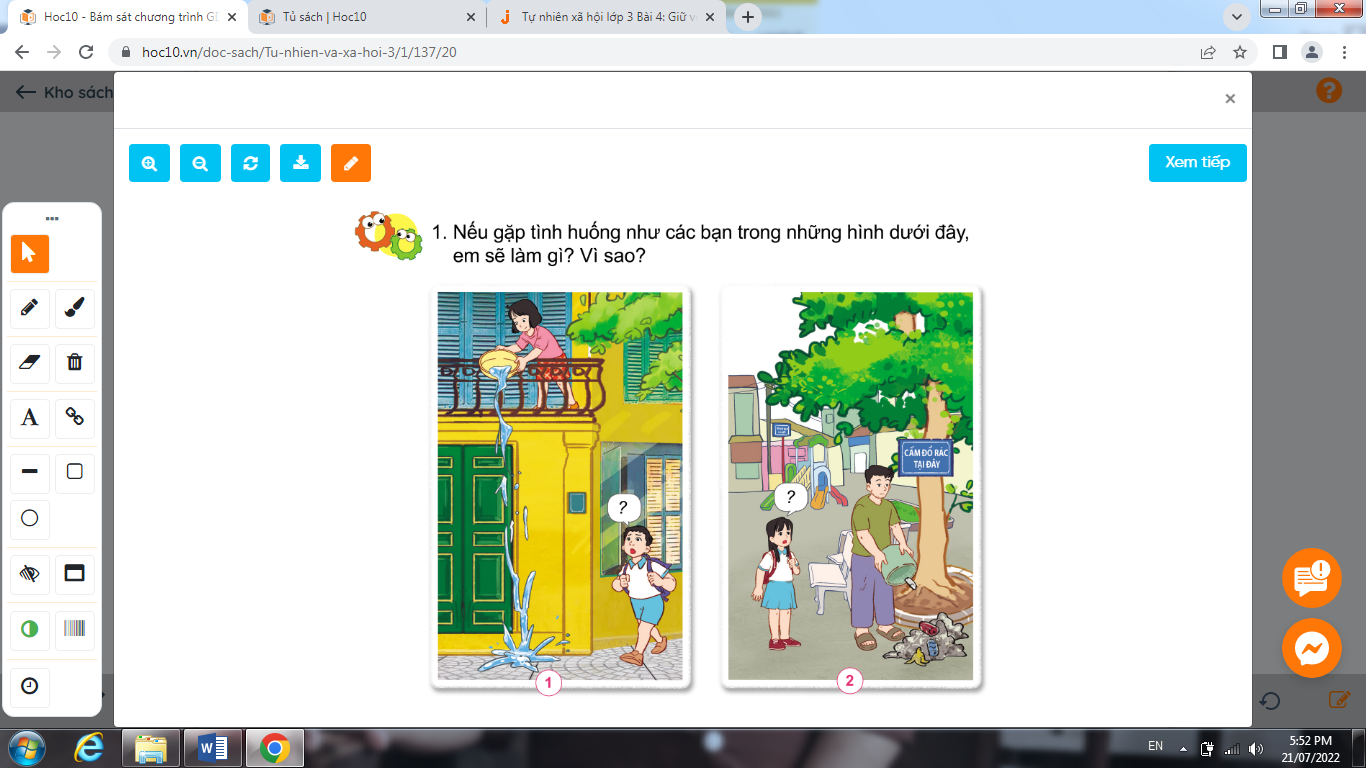 Hoc10 - Bám sát chương trình GD
Tủ sách | Hoc10
Tự nhiên xã hội lớp 3 Bài 4: Giữ v
hoc10.vn/doc-sach/Tu-nhien-va-xa-hoi-3/1/137/20
Kho sách
Xem tiếp
1. Nếu gặp tình huống như các bạn trong những hình dưới đây,
em sẽ làm gì? Vì sao?
CẤM ĐỔ RÁC
TẠI ĐÂY
?
?
1
2
EN
5:52 PM
21/07/2022